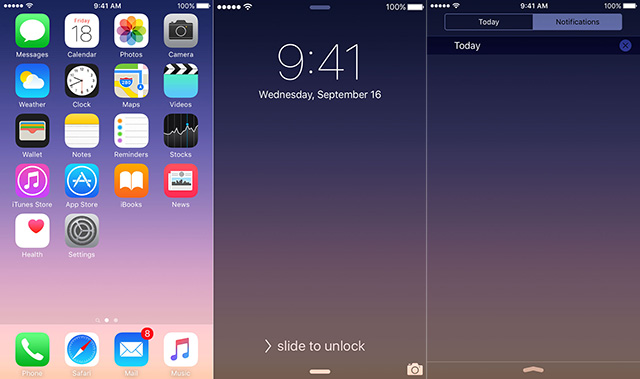 9:41 AM 100%
Friday
18
Messages Calendar Photos Camera
280
Weather Clock Maps Videos
Wallet Notes Reminders Stocks
iTunes Store App Store iBooks News
Health Settings
8
Phone Safari Mail Music
100%
9:41
Wednesday, September 16
slide to unlock
9:41 AM 100%
Today Notifications
Today